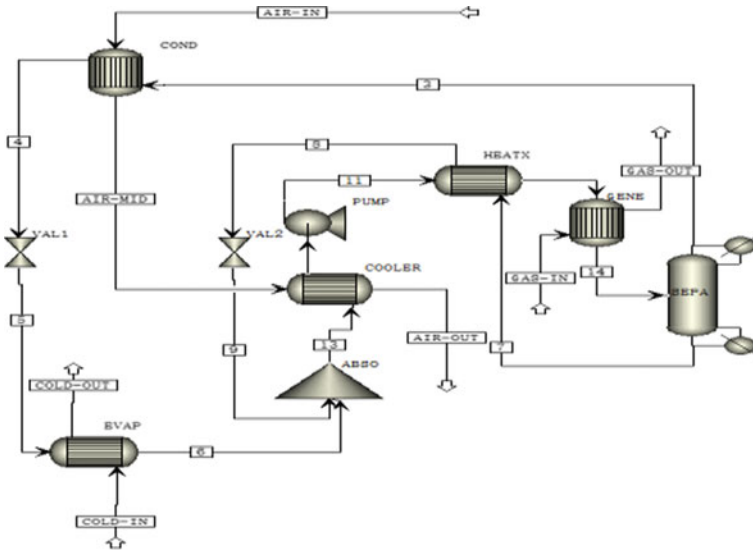 AIR-IN
COND
3
4
8
HEATX
GAS-OUT
11
AIR-MID
PUMP
GENE
VAL1
VAL2
COOLER
GAS-IN
14
SEPA
5
9
13
AIR-OUT
7
ABSO
COLD-OUT
EVAP
6
COLD-IN